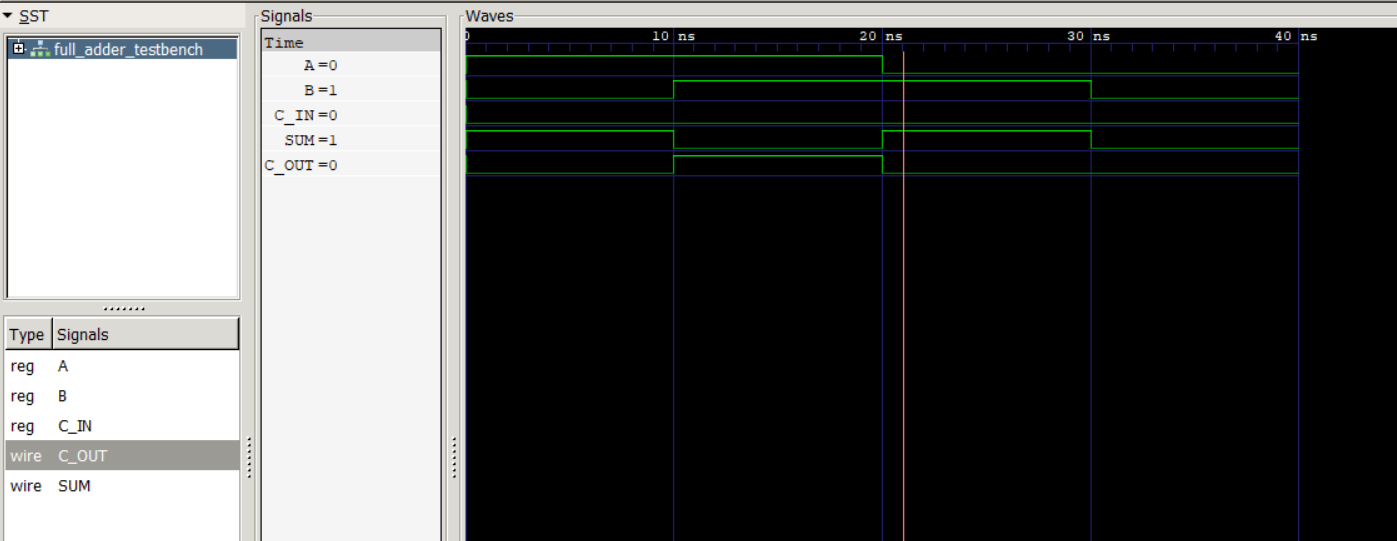 SST
full_adder_testbench
Type Signals
reg A
reg B
reg C_IN
wire C_OUT
wire SUM
Signals
Time
A=0
B=1
C_IN=0
SUM=1
C_OUT=0
Waves
0 10 ns 20 ns 30 ns 40 ns